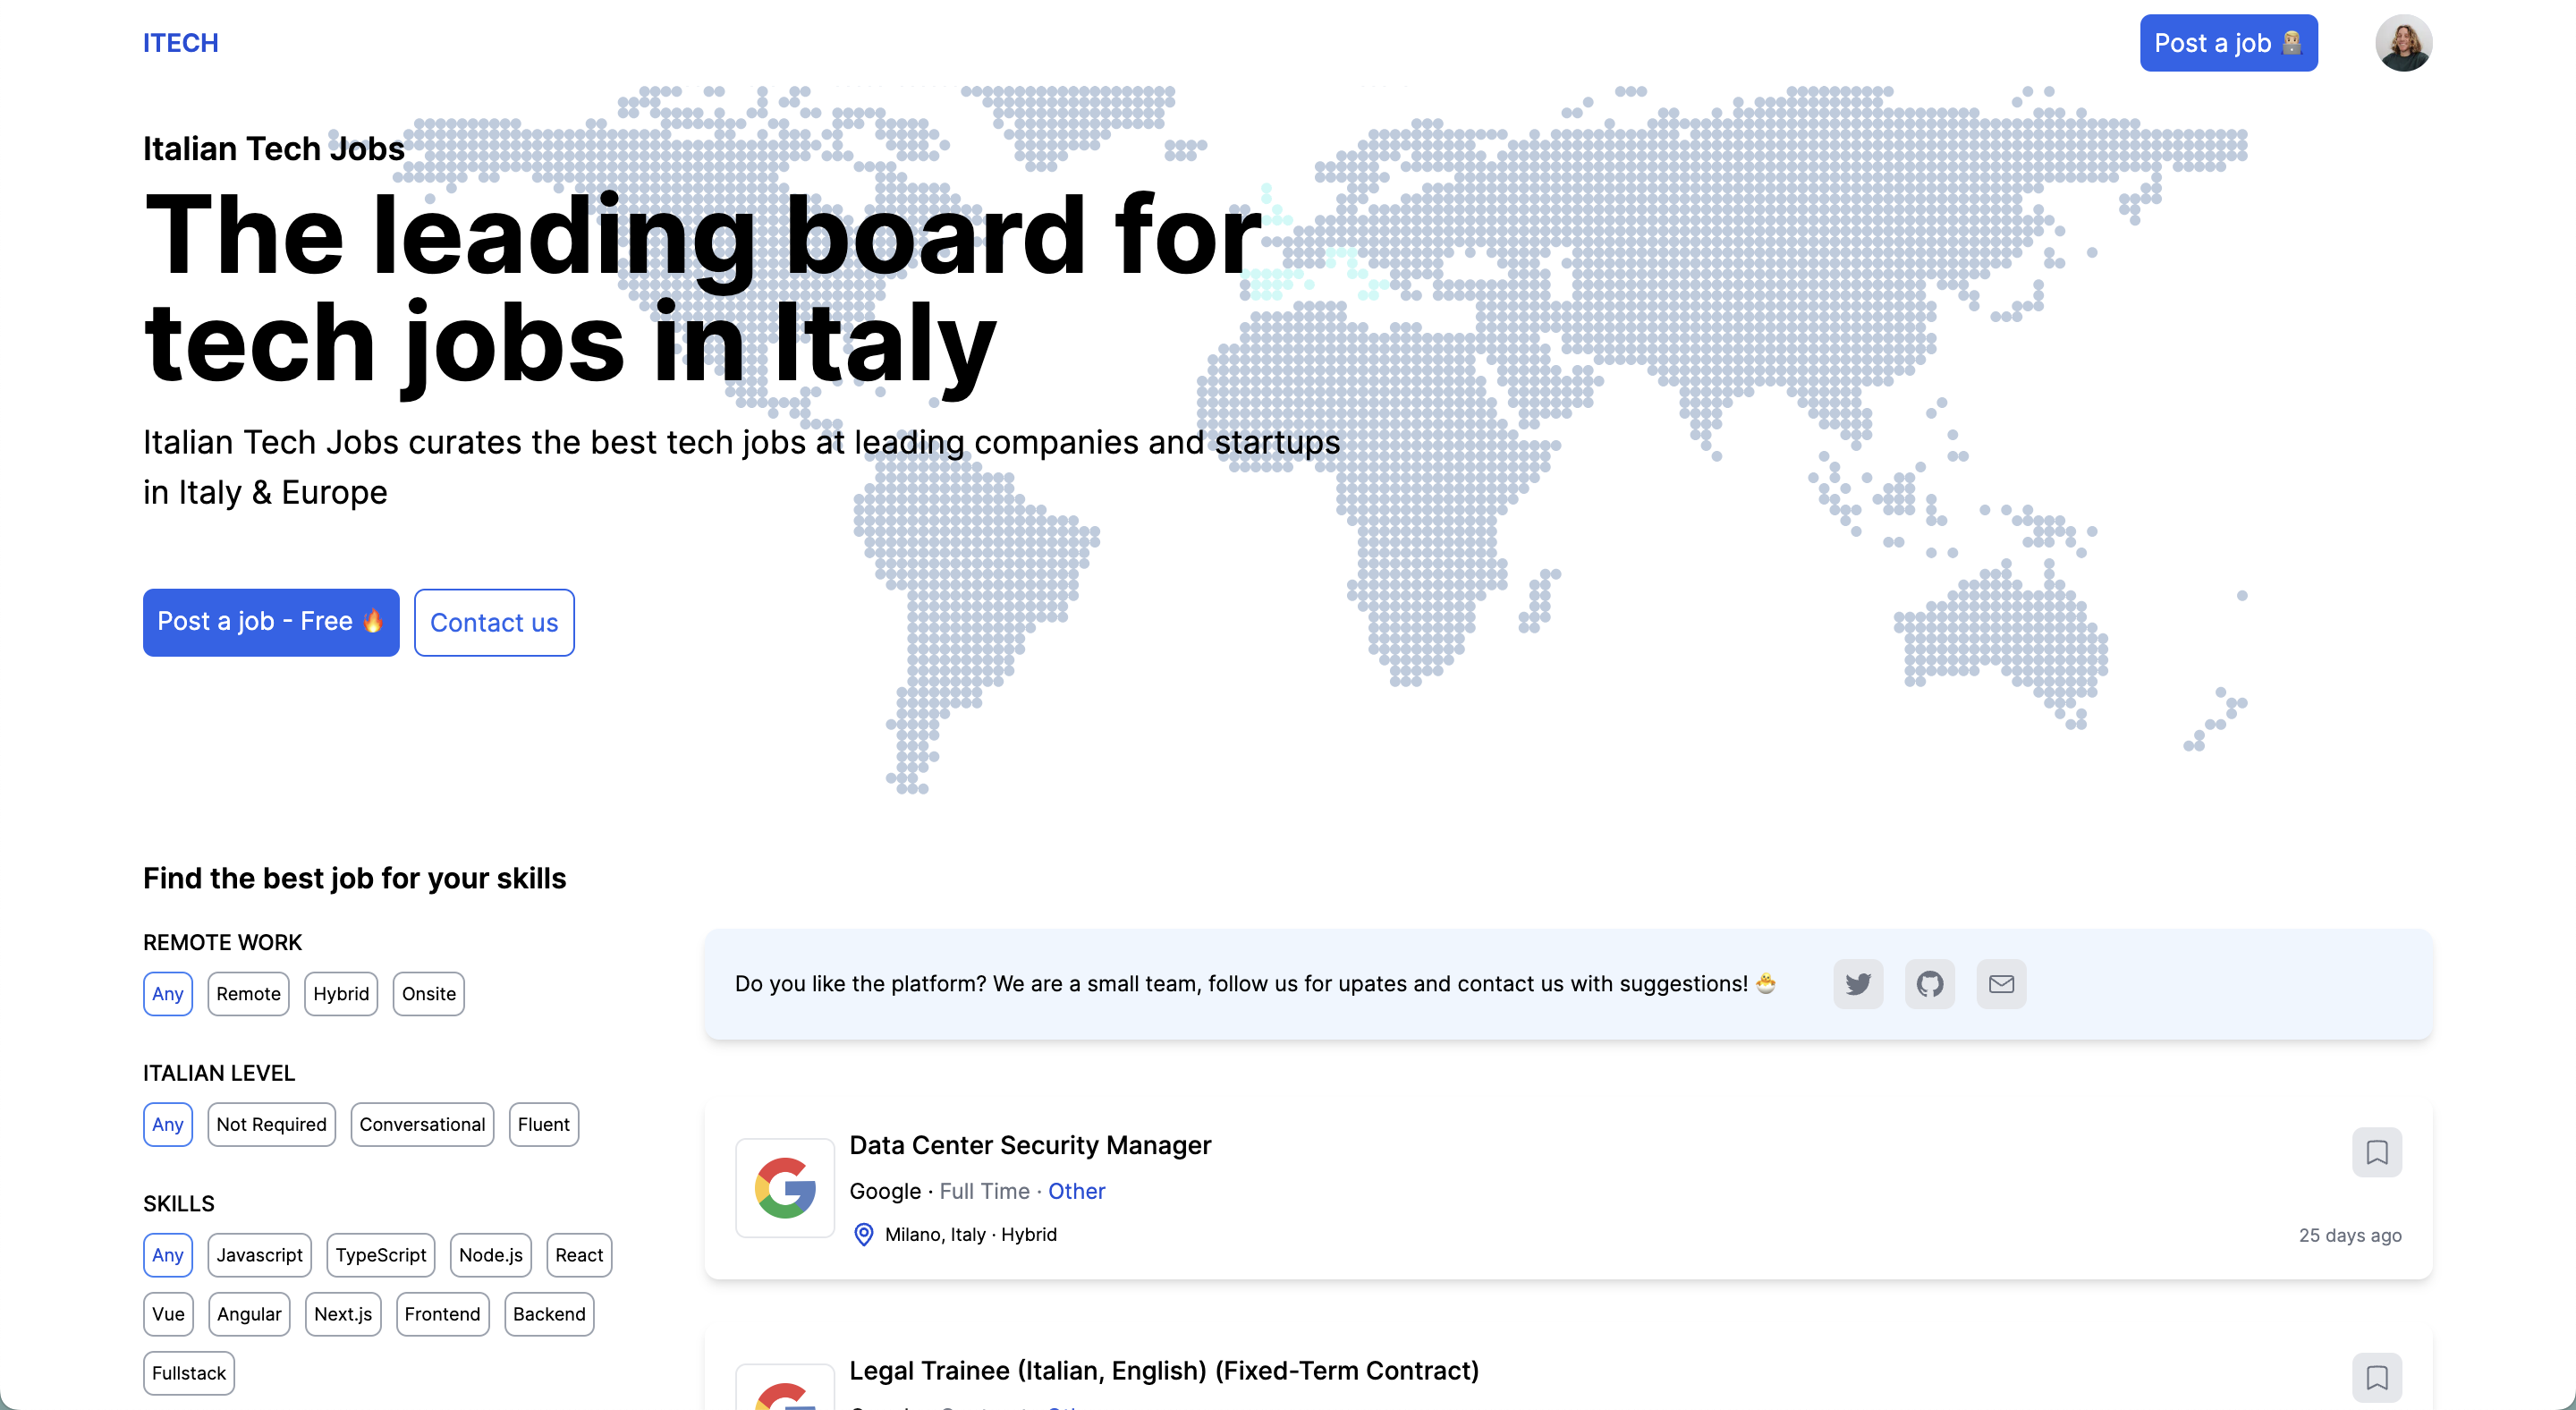 ITECH
Post a job 🧑🏼‍💻
Italian Tech Jobs
The leading board for
tech jobs in Italy
Italian Tech Jobs curates the best tech jobs at leading companies and startups
in Italy & Europe
Post a job - Free 🔥
Contact us
Find the best job for your skills
REMOTE WORK
Any
Remote
Hybrid
Onsite
ITALIAN LEVEL
Any
Not Required
Conversational
Fluent
SKILLS
Any
Javascript
TypeScript
Node.js
React
Vue
Angular
Next.js
Frontend
Backend
Fullstack
Do you like the platform? We are a small team, follow us for upates and contact us with suggestions! 🐣
Data Center Security Manager
Google · Full Time · Other
Milano, Italy · Hybrid
25 days ago
Legal Trainee (Italian, English) (Fixed-Term Contract)